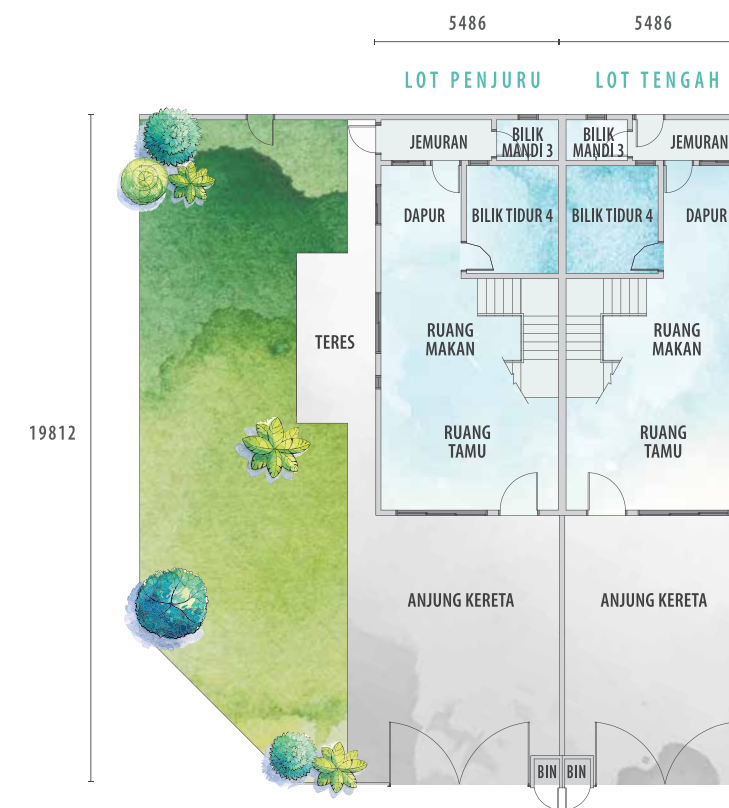 5486
5486
LOT PENJURU
LOT TENGAH
JEMURAN
BILIK
MANDI 3
BILIK
MANDI 3
JEMURAN
DAPUR
BILIK TIDUR 4
BILIK TIDUR 4
DAPUR
TERES
RUANG
MAKAN
RUANG
MAKAN
19812
RUANG
TAMU
RUANG
TAMU
ANJUNG KERETA
ANJUNG KERETA
BIN
BIN